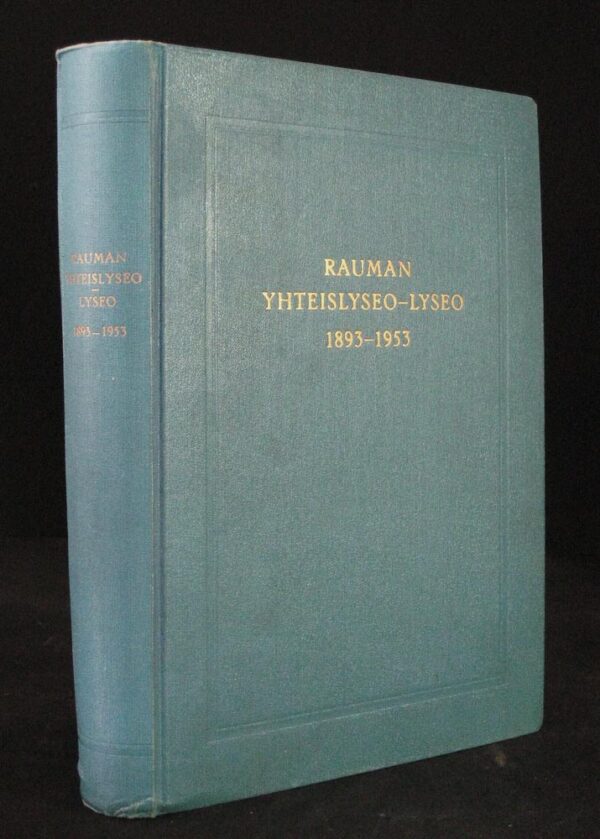 RAUMAN
YHTEISLYSEO
–
LYSEO
1893–1953
RAUMAN
YHTEISLYSEO–LYSEO
1893–1953